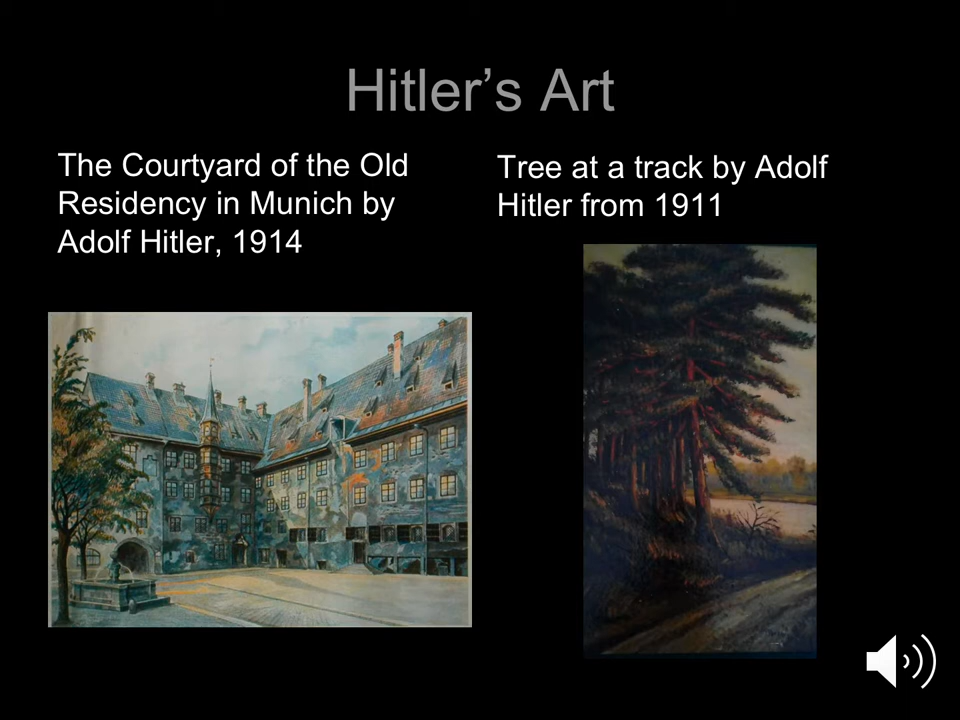 Hitler’s Art
The Courtyard of the Old
Residency in Munich by
Adolf Hitler, 1914
Tree at a track by Adolf
Hitler from 1911